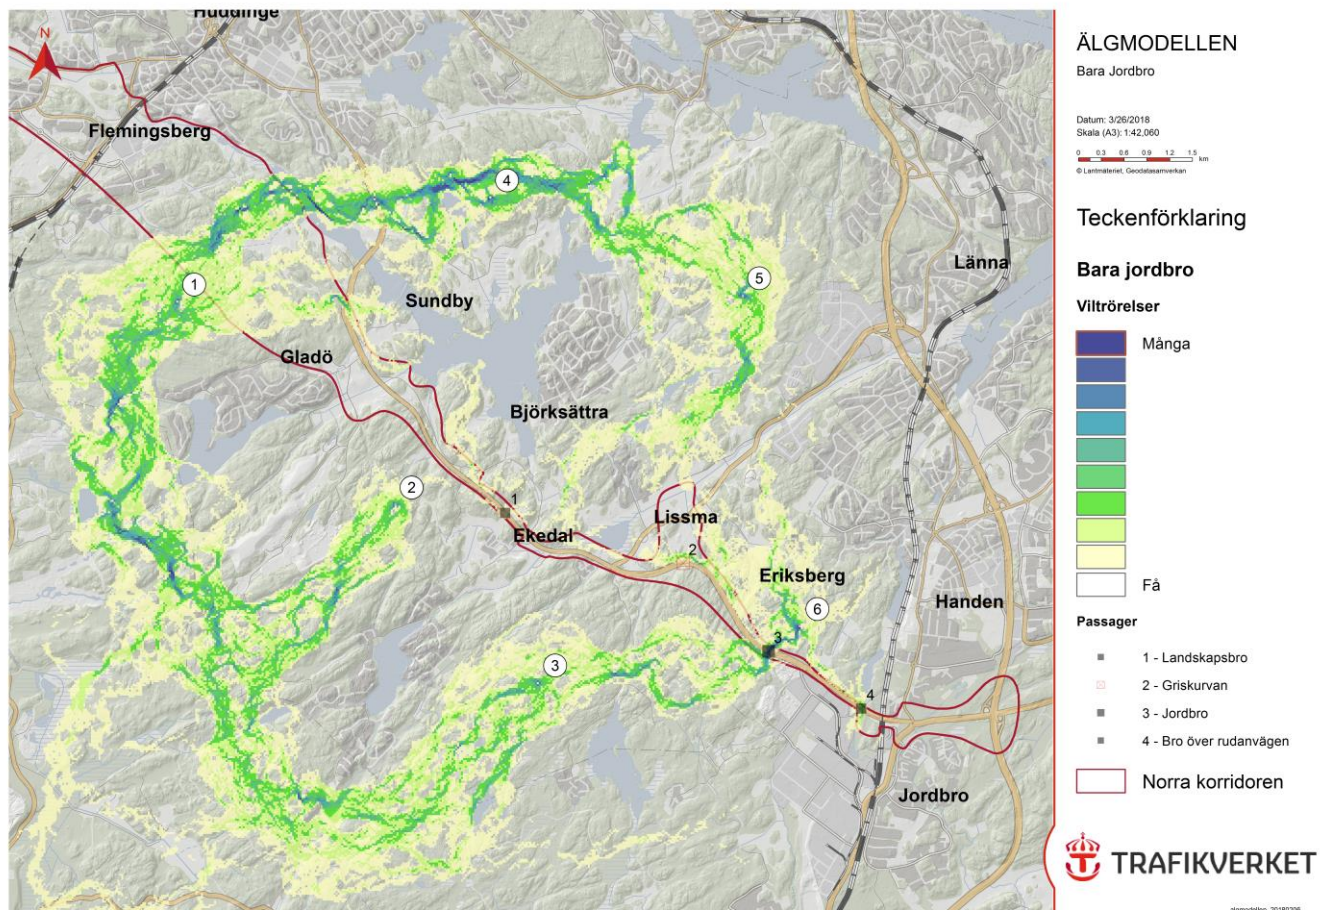 Huddinge
N
Flemingsberg
4
1
5
Länna
Sundby
Gladö
Björksättra
2
1
Lissma
Ekedal
2
Eriksberg
Handen
6
3
3
4
Jordbro
ÄLGMODELLEN
Bara Jordbro
Datum: 3/26/2018
Skala (A3): 1:42,060
0 0.3 0.6 0.9 1.2 1.5
km
© Lantmäteriet, Geodatasamverkan
Teckenförklaring
Bara jordbro
Viltrörelser
Många
Få
Passager
1 - Landskapsbro
2 - Griskurvan
3 - Jordbro
4 - Bro över rudanvägen
Norra korridoren
TRAFIKVERKET